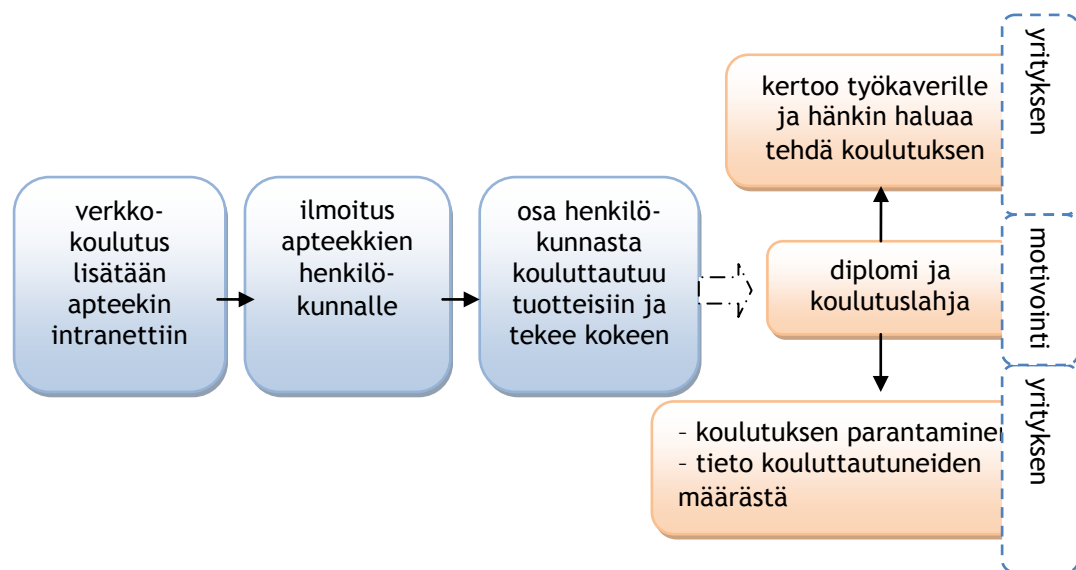 verkko-
koulutus
lisätään
apteekin
intranettiin
ilmoitus
apteekkien
henkilö-
kunnalle
osa henkilö-
kunnasta
kouluttautuu
tuotteisiin ja
tekee kokeen
kertoo työkaverille
ja hänkin haluaa
tehdä koulutuksen
diplomi ja
koulutuslahja
- koulutuksen parantaminen
- tieto kouluttautuneiden
määrästä
yrityksen
motivointi
yrityksen